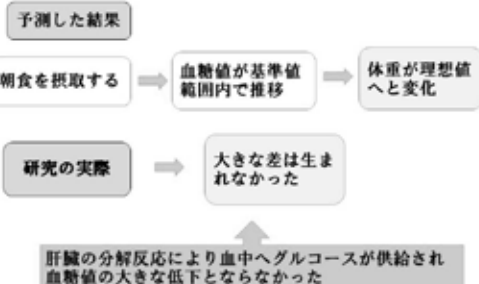 予測した結果
朝食を摂取する
血糖値が基準値
範囲内で推移
体重が理想値
へと変化
研究の実際
大きな差は生ま
れなかった
肝臓の分解反応により血中へグルコースが供給され
血糖値の大きな低下とならなかった